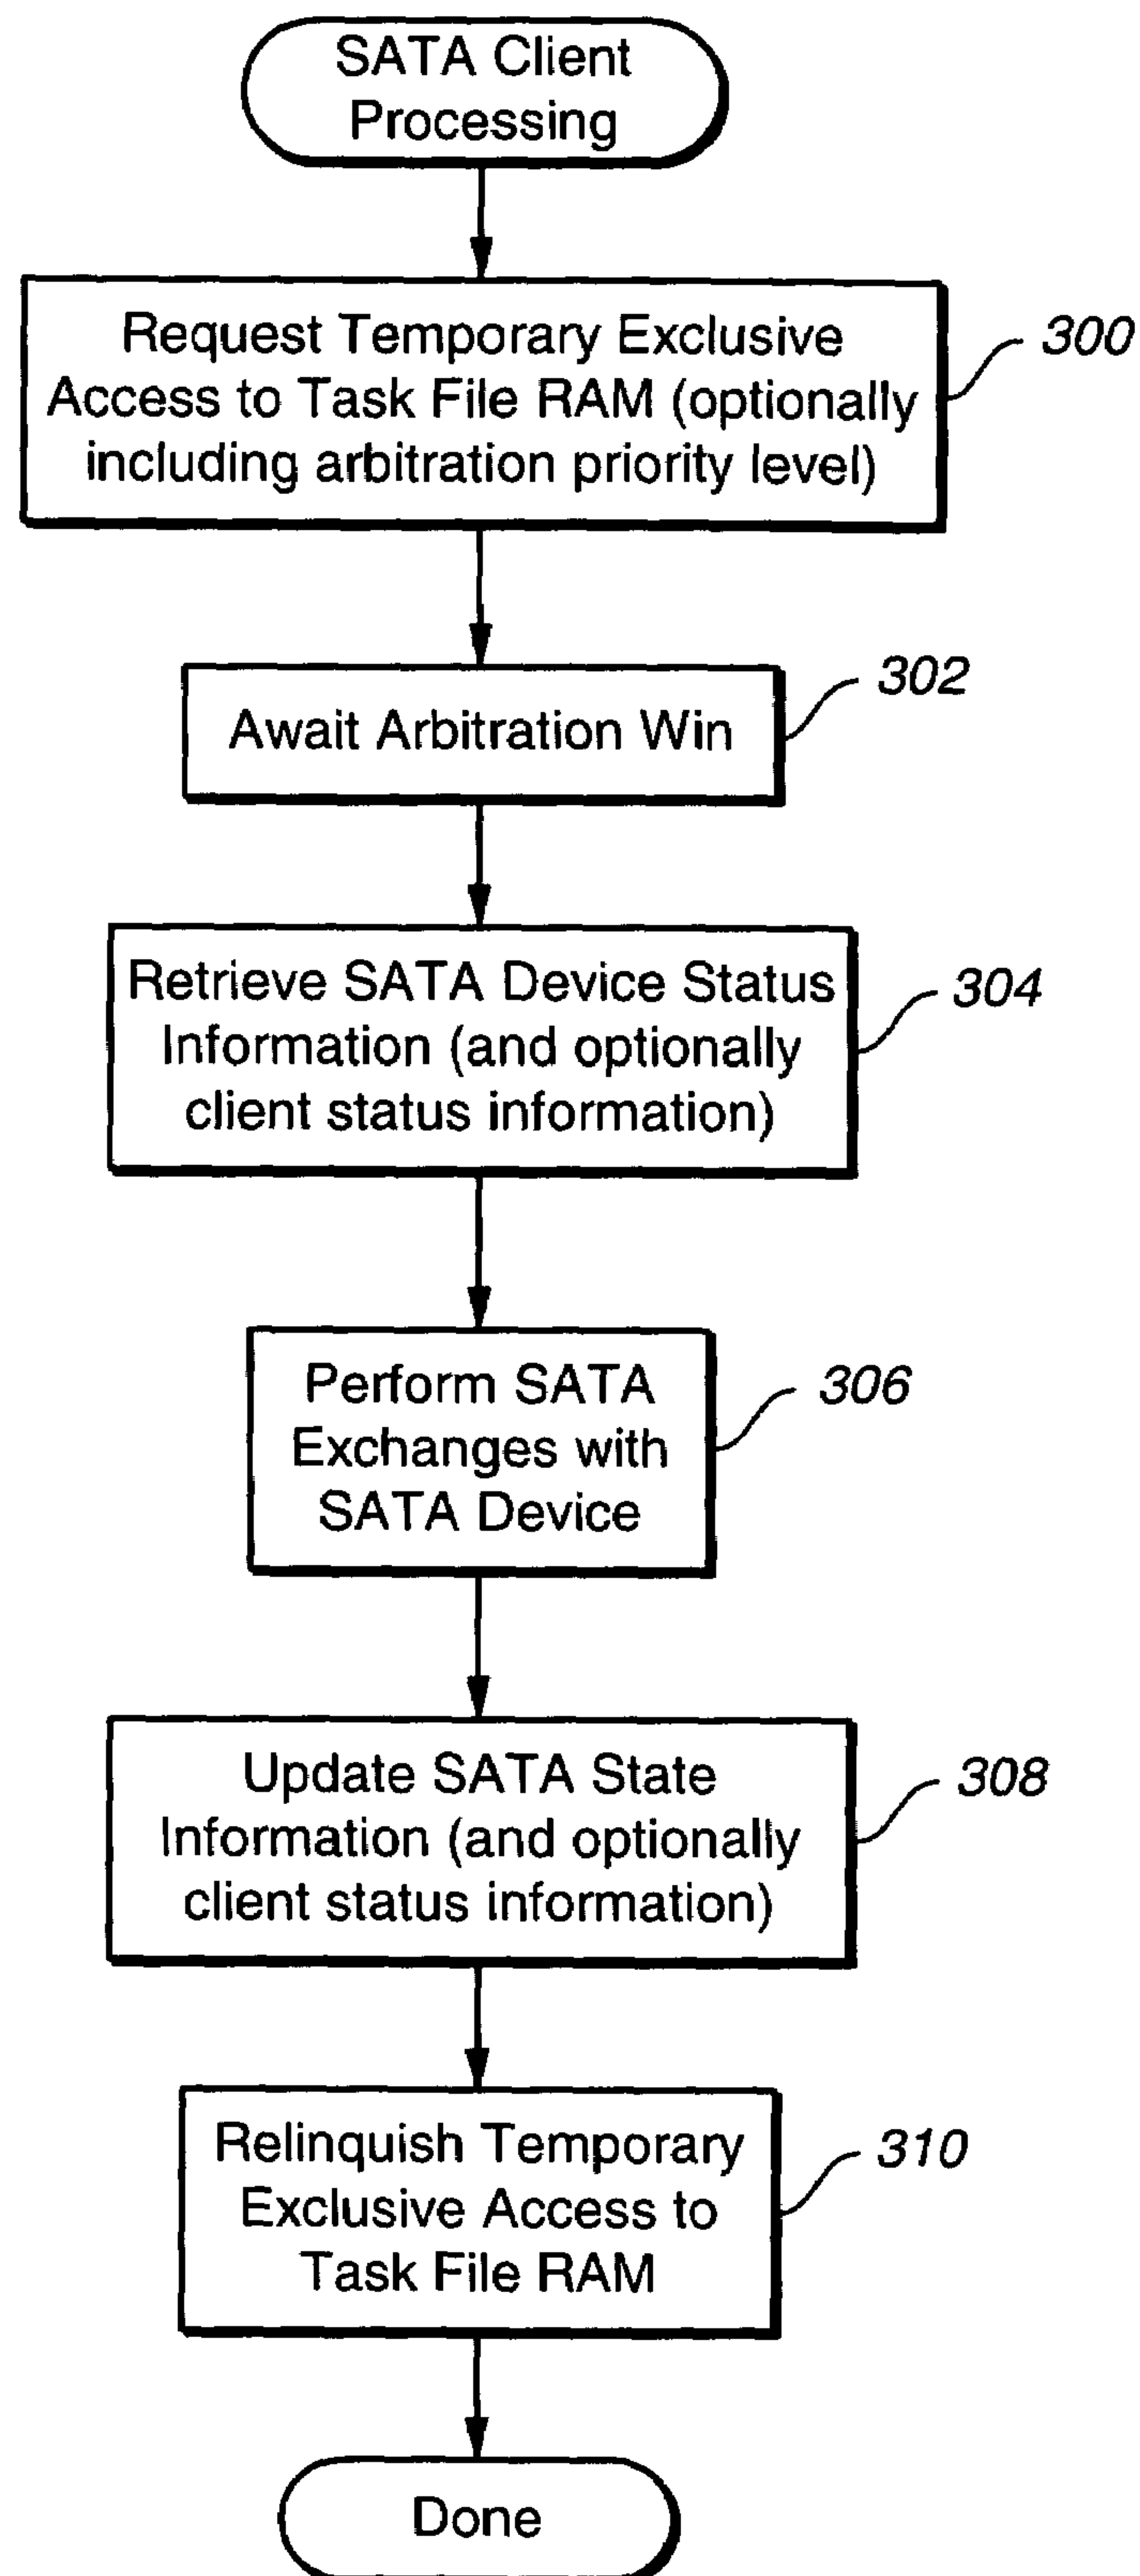 SATA Client
Processing
Request Temporary Exclusive
Access to Task File RAM (optionally
including arbitration priority level)
300
Await Arbitration Win
302
Retrieve SATA Device Status
Information (and optionally
client status information)
304
Perform SATA
Exchanges with
SATA Device
306
Update SATA State
Information (and optionally
client status information)
308
Relinquish Temporary
Exclusive Access to
Task File RAM
310
Done